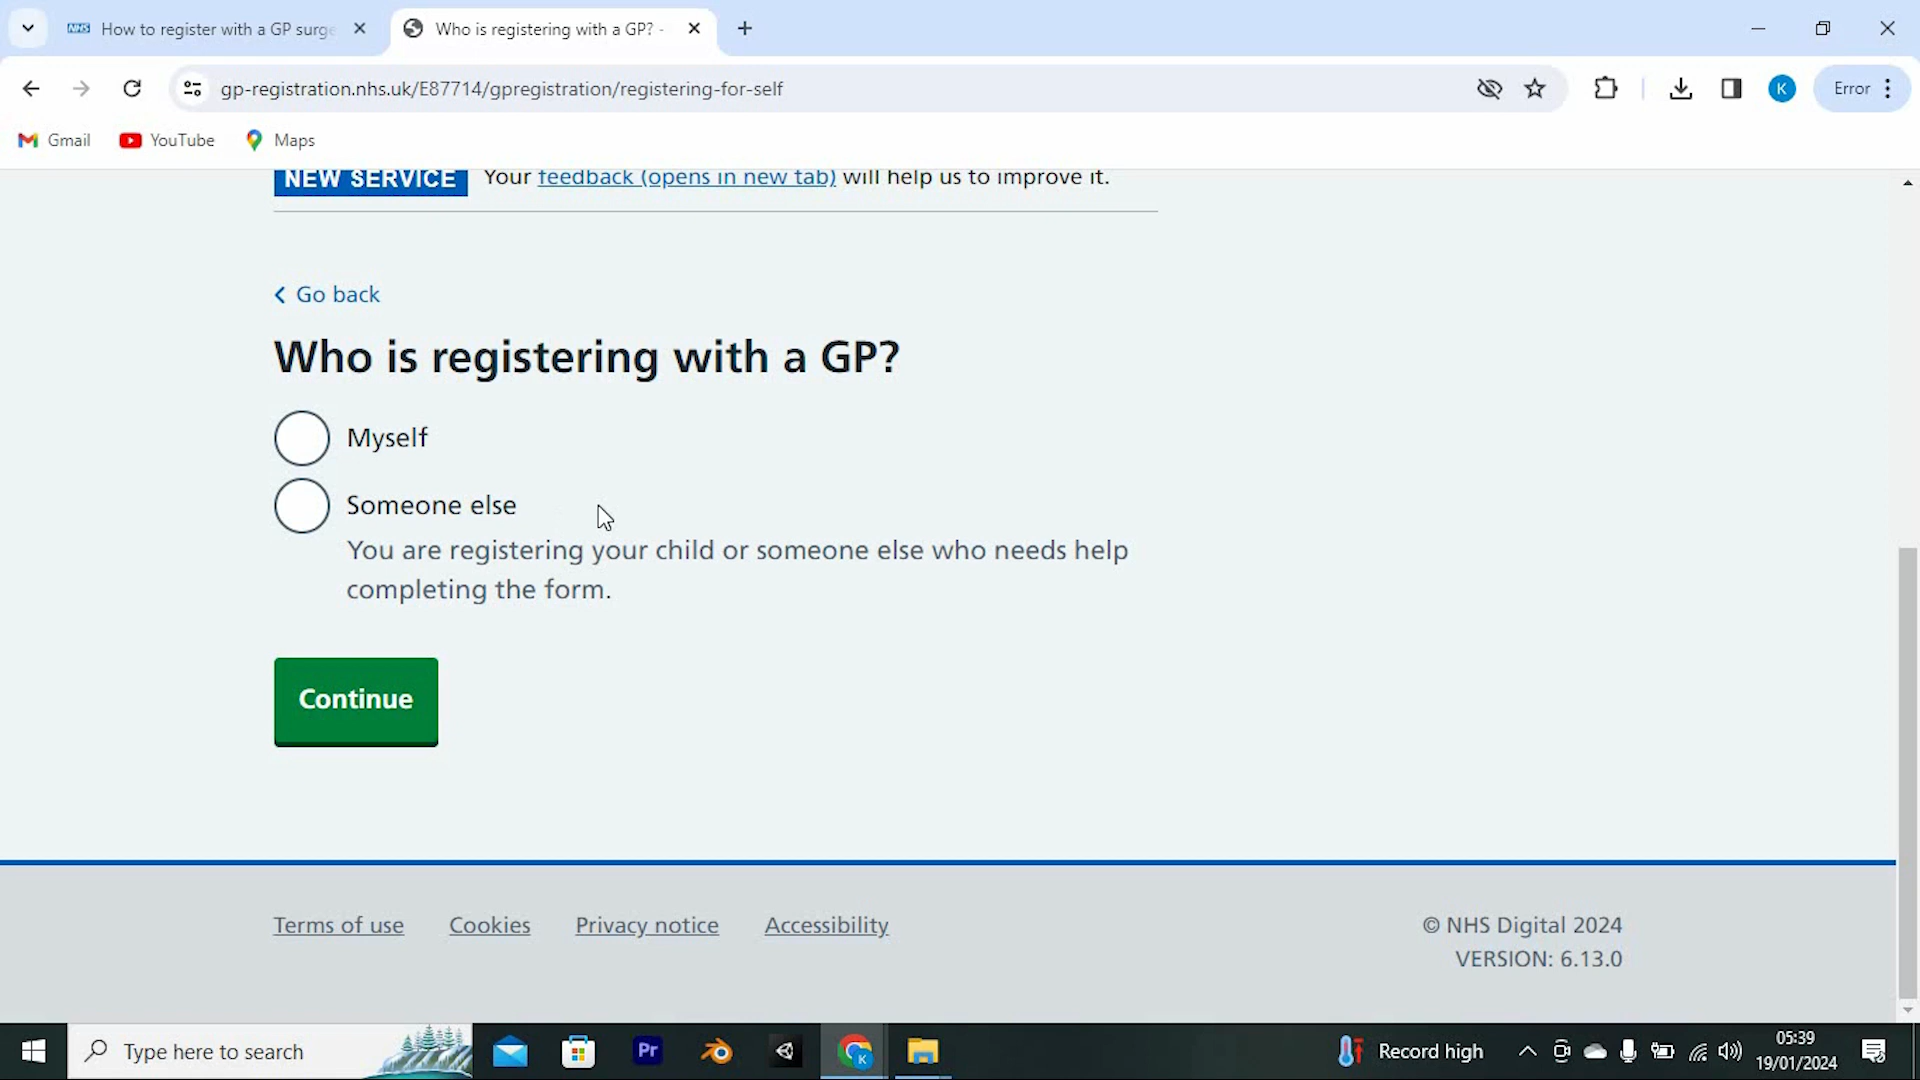 NHS How to register with a GP surge
Who is registering with a GP? -
gp-registration.nhs.uk/E87714/gpregistration/registering-for-self
K
Error
Gmail
YouTube
Maps
NEW SERVICE
Your feedback (opens in new tab) will help us to improve it.
Go back
Who is registering with a GP?
Myself
Someone else
You are registering your child or someone else who needs help
completing the form.
Continue
Terms of use
Cookies
Privacy notice
Accessibility
© NHS Digital 2024
VERSION: 6.13.0
Type here to search
Pr
K
Record high
05:39
19/01/2024